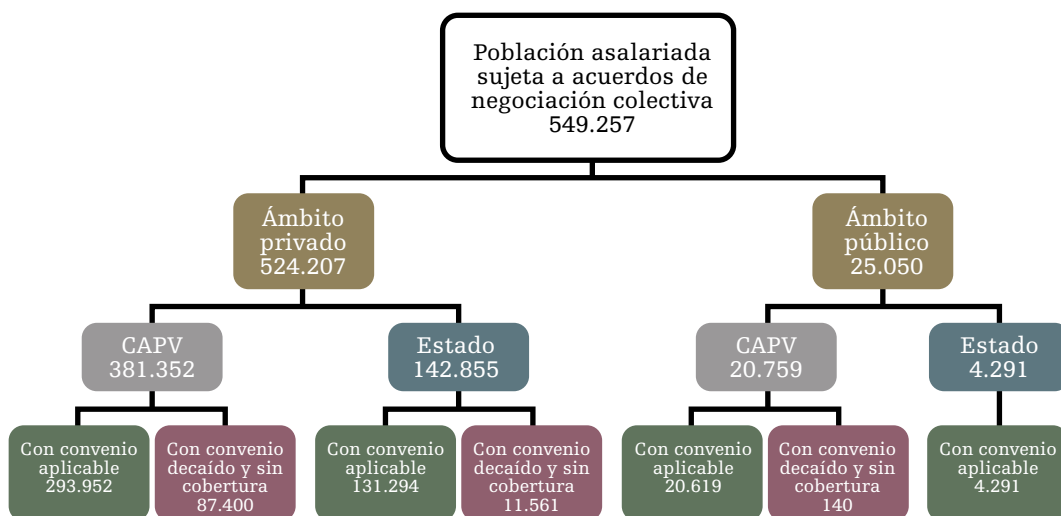 Población asalariada
sujeta a acuerdos de
negociación colectiva
549.257
Ámbito
privado
524.207
Ámbito
público
25.050
CAPV
381.352
Estado
142.855
CAPV
20.759
Estado
4.291
Con convenio
aplicable
293.952
Con convenio
decaído y sin
cobertura
87.400
Con convenio
aplicable
131.294
Con convenio
decaído y sin
cobertura
11.561
Con convenio
aplicable
20.619
Con convenio
decaído y sin
cobertura
140
Con convenio
aplicable
4.291